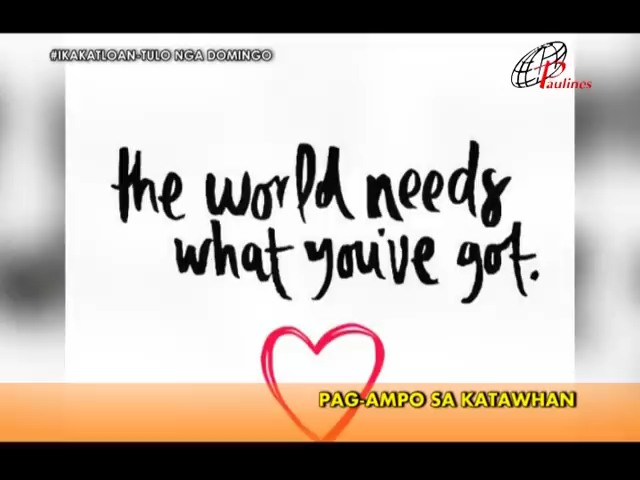 #IKAKATLOAN-TULO NGA DOMINGO
Paulines
the world needs
what you've got.
PAG-AMPO SA KATAWHAN